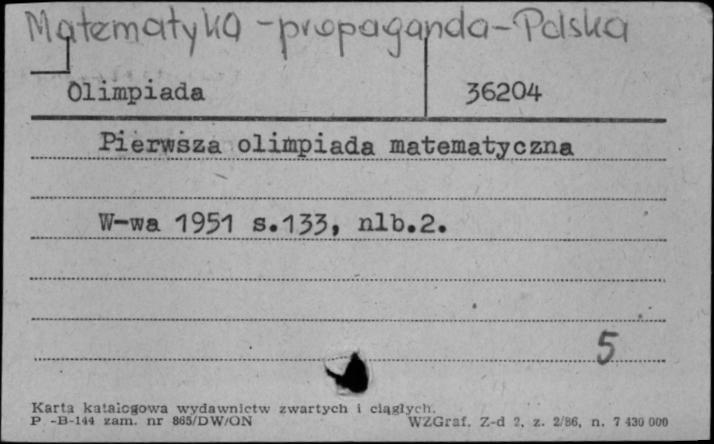 Matematyka - propaganda - Polska
Olimpiada 36204
Pierwsza olimpiada matematyczna
W-wa 1951 s.133, nlb.2.
5
Karta katalogowa wydawnictw zwartych i ciągłych.
P -B-144 zam. nr 865/DW/ON WZGraf. Z-d 2, z. 2/86, n. 7 430 000